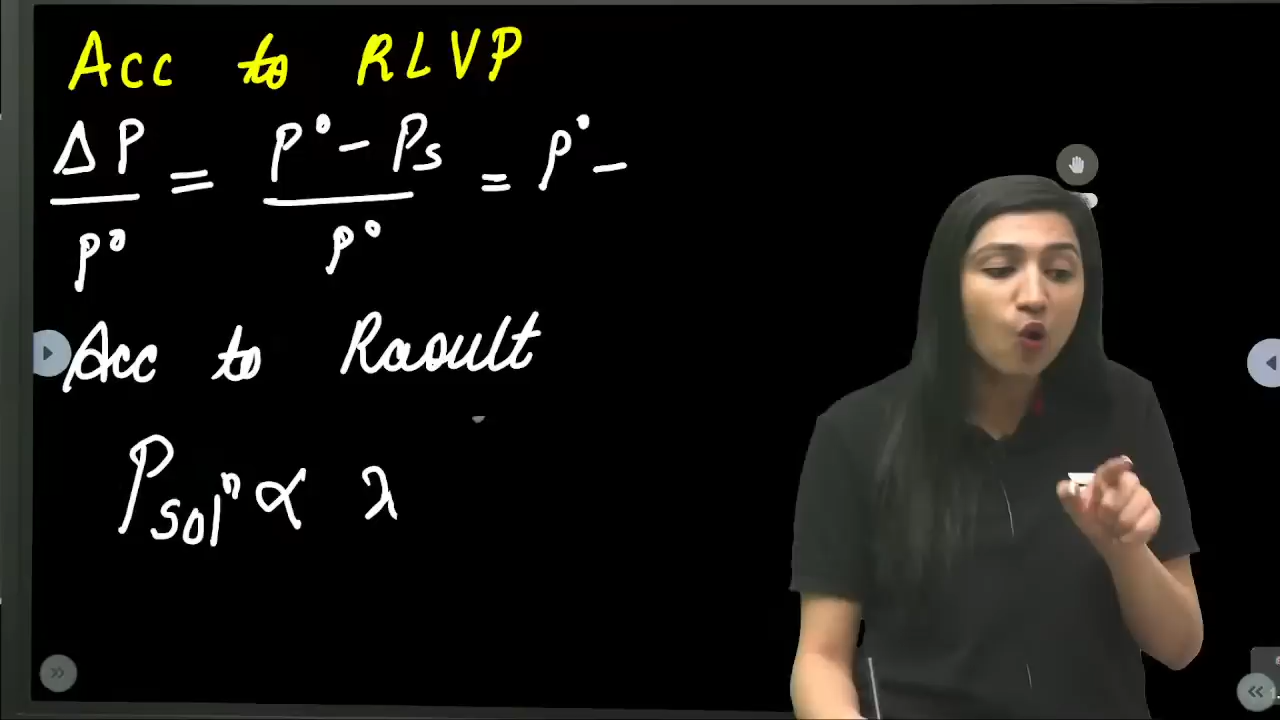 Acc to RLVP
ΔP/P° = P° - Ps/P° = P° -
Acc to Raoult
Psolⁿ ∝ λ